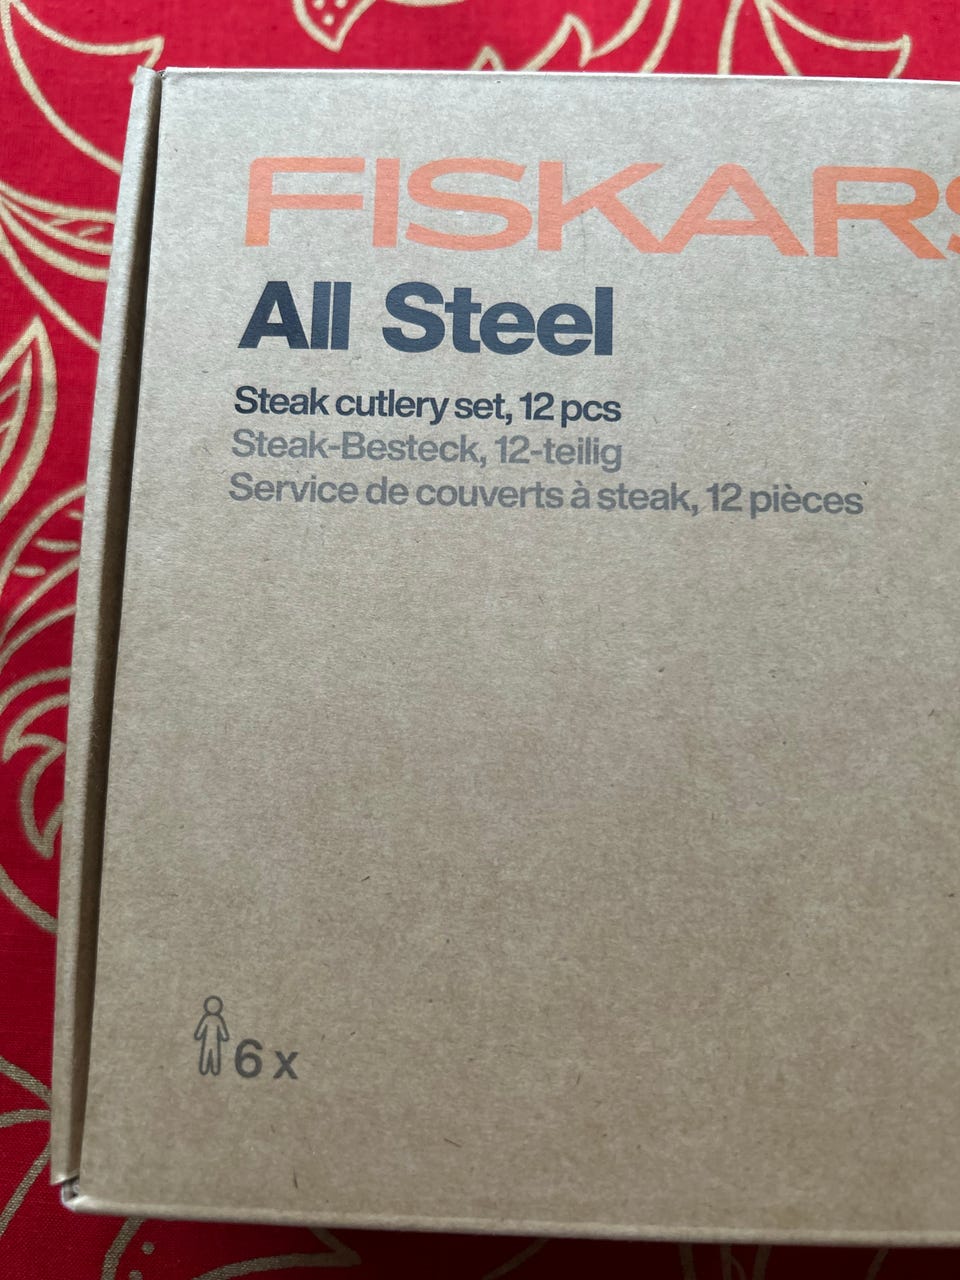 FISKARS
All Steel
Steak cutlery set, 12 pcs
Steak-Besteck, 12-teilig
Service de couverts à steak, 12 pièces
6 x